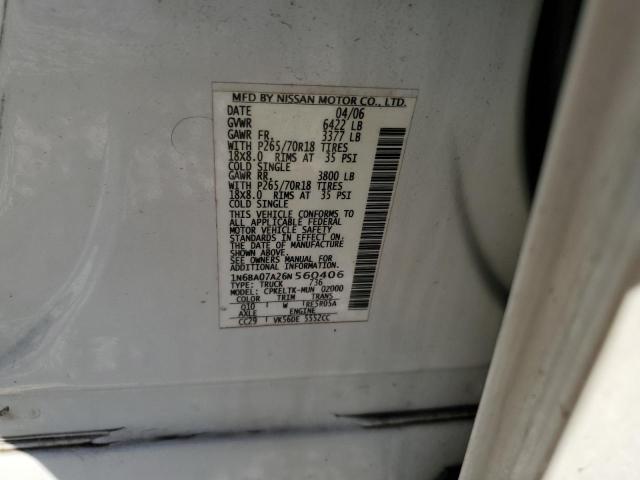 MFD BY NISSAN MOTOR CO., LTD.
DATE 04/06
GVWR 6422 LB
GAWR FR. 3377 LB
WITH P265/70R18 TIRES
18X8.0 RIMS AT 35 PSI
COLD SINGLE
GAWR RR. 3800 LB
WITH P265/70R18 TIRES
18X8.0 RIMS AT 35 PSI
COLD SINGLE
THIS VEHICLE CONFORMS TO
ALL APPLICABLE FEDERAL
MOTOR VEHICLE SAFETY
STANDARDS IN EFFECT ON
THE DATE OF MANUFACTURE
SHOWN ABOVE.
SEE OWNERS MANUAL FOR
ADDITIONAL INFORMATION
1N6BA07A26N 560406
TYPE: TRUCK 736
MODEL: CPKELTK-MUN 02000
COLOR TRIM TRANS
Q10 W RE5R05A
AXLE ENGINE
CC29 VK56DE 5552CC